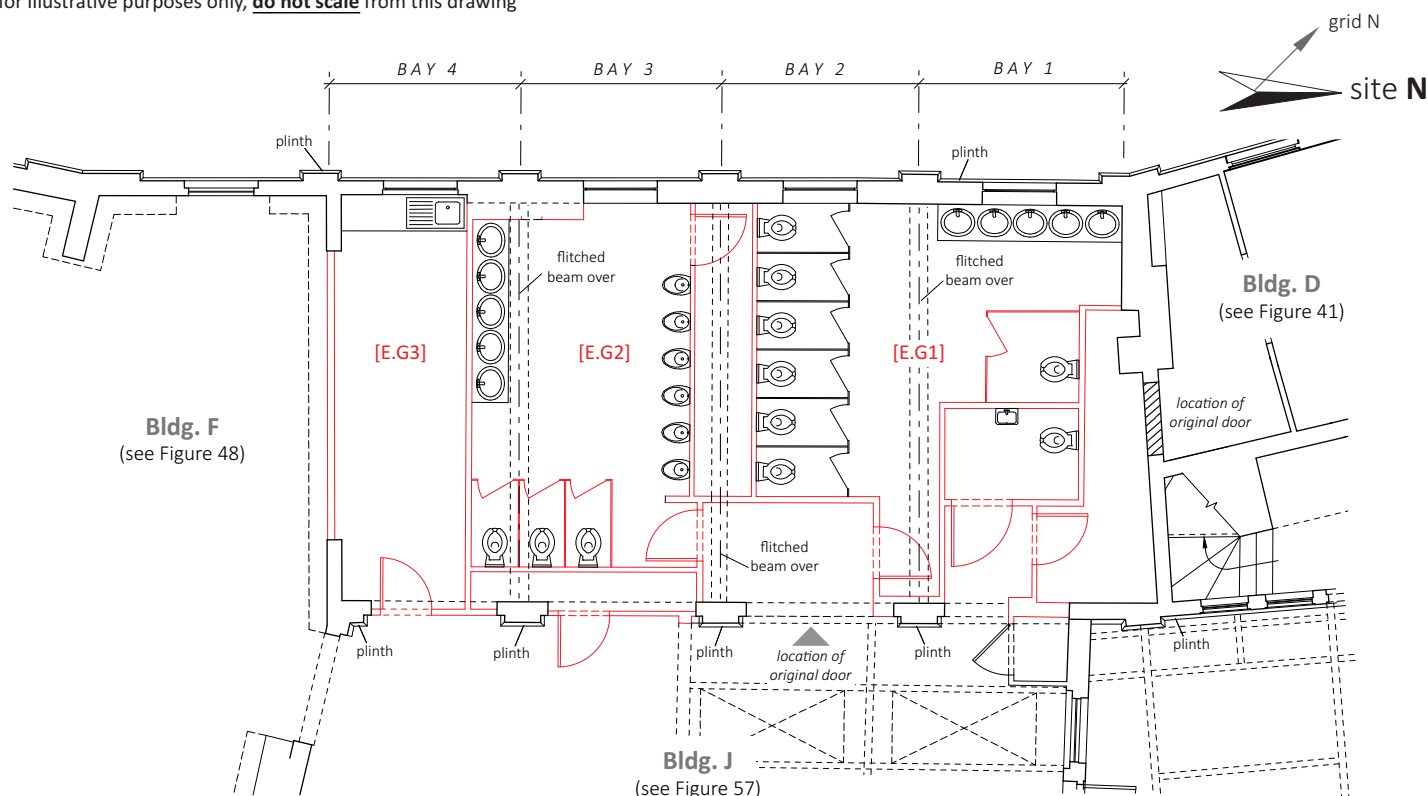 for illustrative purposes only, do not scale from this drawing
grid N
site N
BAY 4
BAY 3
BAY 2
BAY 1
plinth
plinth
flitched
beam over
flitched
beam over
Bldg. D
(see Figure 41)
[E.G3]
[E.G2]
[E.G1]
location of
original door
Bldg. F
(see Figure 48)
flitched
beam over
plinth
plinth
plinth
location of
original door
plinth
plinth
Bldg. J
(see Figure 57)